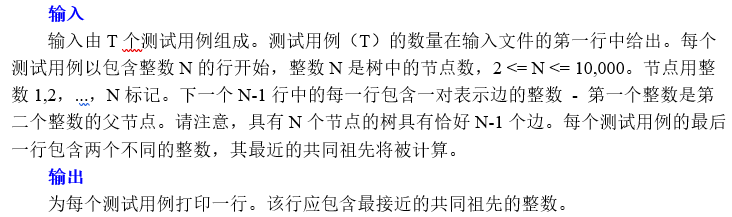 输入
输入由 T 个测试用例组成。测试用例（T）的数量在输入文件的第一行中给出。每个
测试用例以包含整数 N 的行开始，整数 N 是树中的节点数，2 <= N <= 10,000。节点用整
数 1,2，...，N 标记。下一个 N-1 行中的每一行包含一对表示边的整数 - 第一个整数是第
二个整数的父节点。请注意，具有 N 个节点的树具有恰好 N-1 个边。每个测试用例的最后
一行包含两个不同的整数，其最近的共同祖先将被计算。
输出
为每个测试用例打印一行。该行应包含最接近的共同祖先的整数。